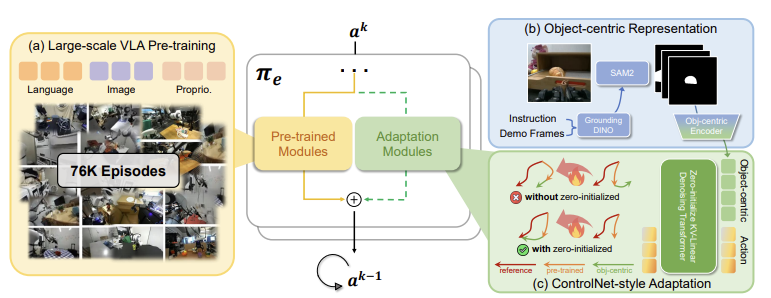 (a) Large-scale VLA Pre-training
Language
Image
Proprio.
76K Episodes
a^k
. . .
π_e
Pre-trained
Modules
Adaptation
Modules
+
a^{k-1}
(b) Object-centric Representation
SAM2
Instruction
Demo Frames
Grounding
DINO
Obj-centric
Encoder
without zero-initialized
with zero-initialized
reference
pre-trained
obj-centric
Zero-initialize KV-Linear
Denoising Transformer
Object-centric
Action
(c) ControlNet-style Adaptation